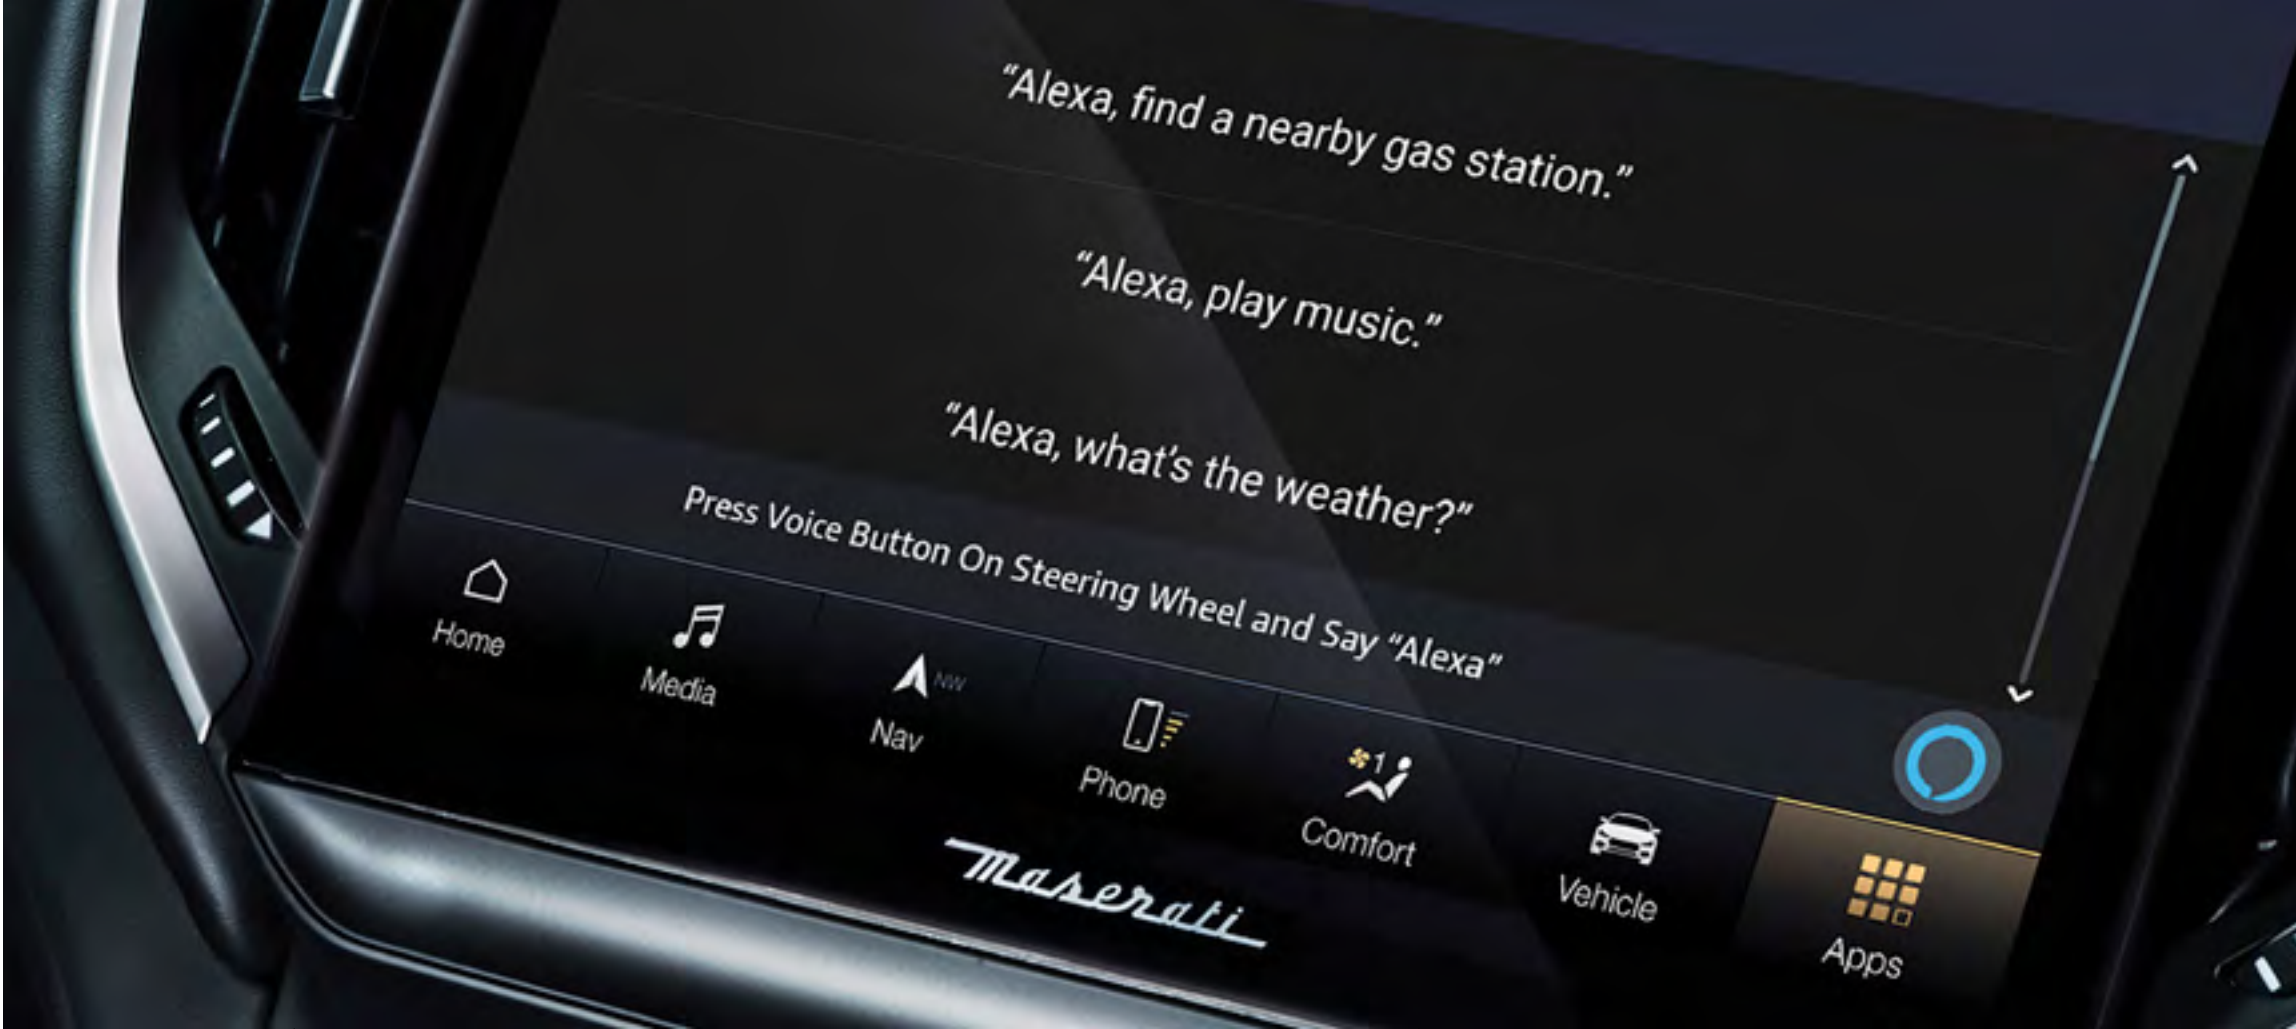 “Alexa, find a nearby gas station.”
“Alexa, play music.”
“Alexa, what's the weather?”
Press Voice Button On Steering Wheel and Say “Alexa”
Home
Media
NW
Nav
Phone
1
Comfort
Vehicle
Apps
Maserati